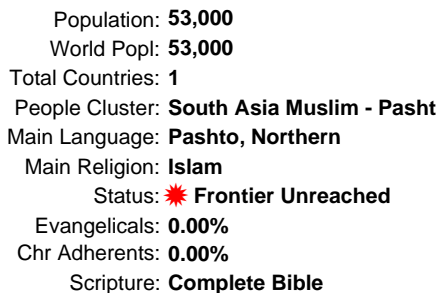 Population: 53,000
World Popl: 53,000
Total Countries: 1
People Cluster: South Asia Muslim - Pasht
Main Language: Pashto, Northern
Main Religion: Islam
Status: Frontier Unreached
Evangelicals: 0.00%
Chr Adherents: 0.00%
Scripture: Complete Bible